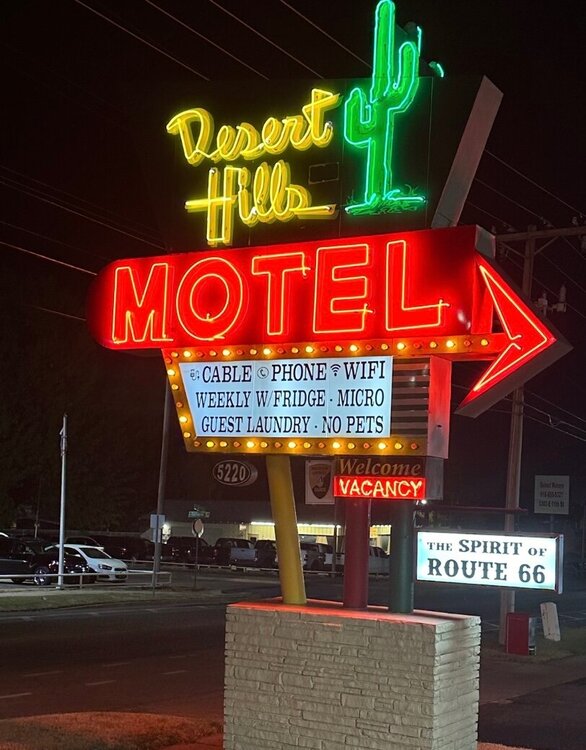 Desert
Hills
MOTEL
CABLE PHONE WIFI
WEEKLY W/FRIDGE - MICRO
GUEST LAUNDRY - NO PETS
5220
Welcome
VACANCY
THE SPIRIT OF
ROUTE 66